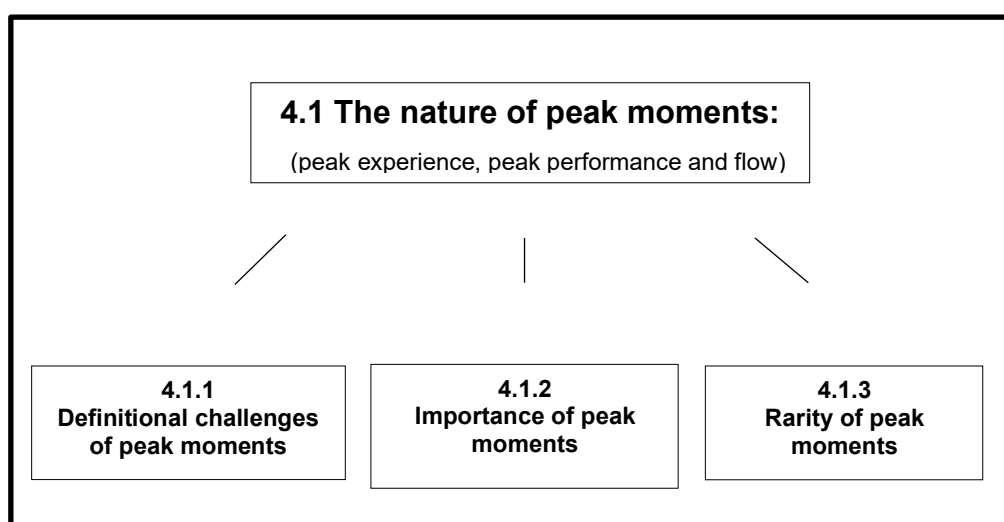 4.1 The nature of peak moments:
(peak experience, peak performance and flow)
4.1.1
Definitional challenges
of peak moments
4.1.2
Importance of peak
moments
4.1.3
Rarity of peak
moments